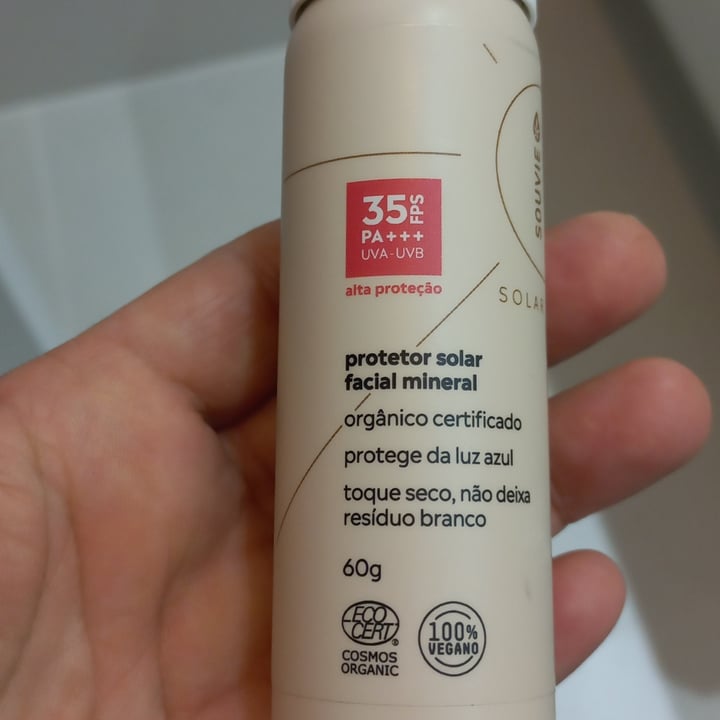 35 FPS
PA+++
UVA-UVB
alta proteção
SOUVIE
SOLAR
protetor solar
facial mineral
orgânico certificado
protege da luz azul
toque seco, não deixa
resíduo branco
60g
ECO
CERT®
COSMOS
ORGANIC
100%
VEGANO